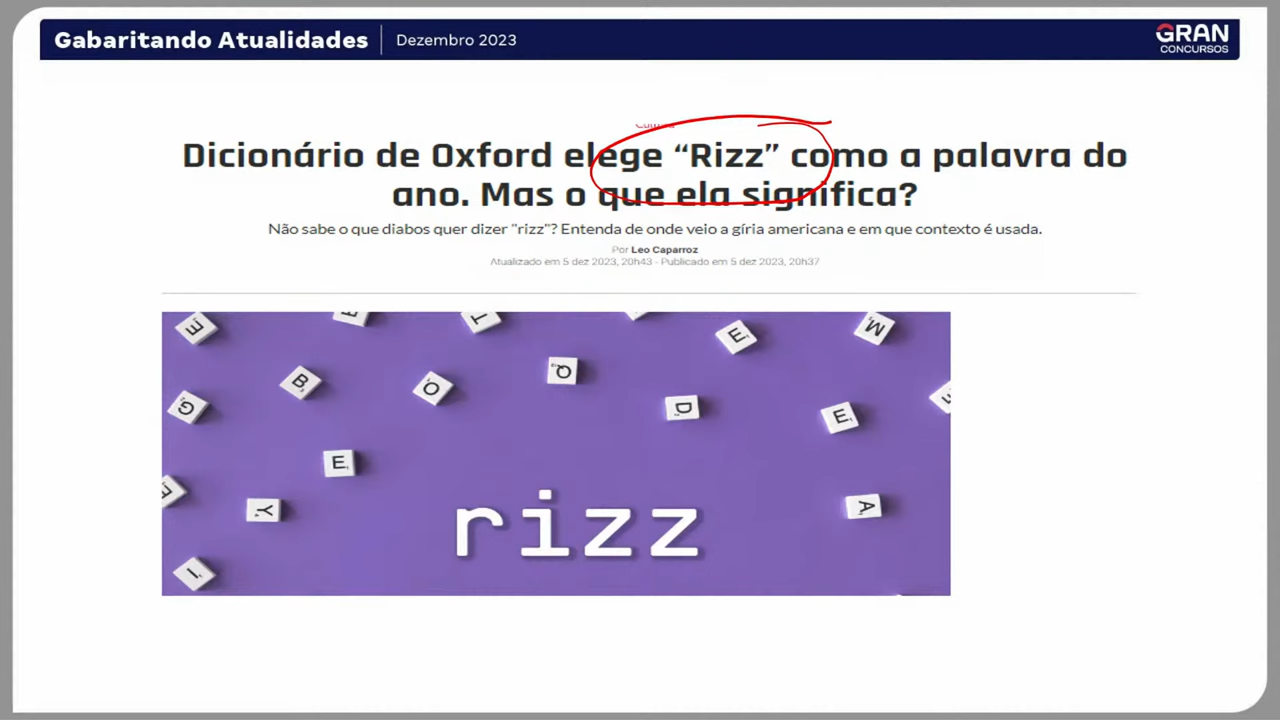 Gabaritando Atualidades
Dezembro 2023
GRAN
CONCURSOS
Dicionário de Oxford elege “Rizz” como a palavra do
ano. Mas o que ela significa?
Não sabe o que diabos quer dizer "rizz"? Entenda de onde veio a gíria americana e em que contexto é usada.
Por Leo Caparroz
Atualizado em 5 dez 2023, 20h43 - Publicado em 5 dez 2023, 20h37
E
T
E
M
B
O
O
G
D
E
E
Y
A
I
rizz